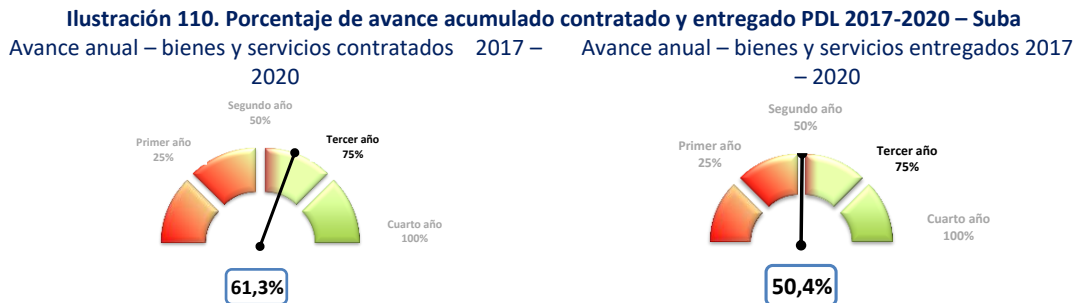 Ilustración 110. Porcentaje de avance acumulado contratado y entregado PDL 2017-2020 – Suba
Avance anual – bienes y servicios contratados 2017 –
2020
Segundo año
50%
Primer año
25%
Tercer año
75%
Cuarto año
100%
61,3%
Avance anual – bienes y servicios entregados 2017
– 2020
Segundo año
50%
Primer año
25%
Tercer año
75%
Cuarto año
100%
50,4%